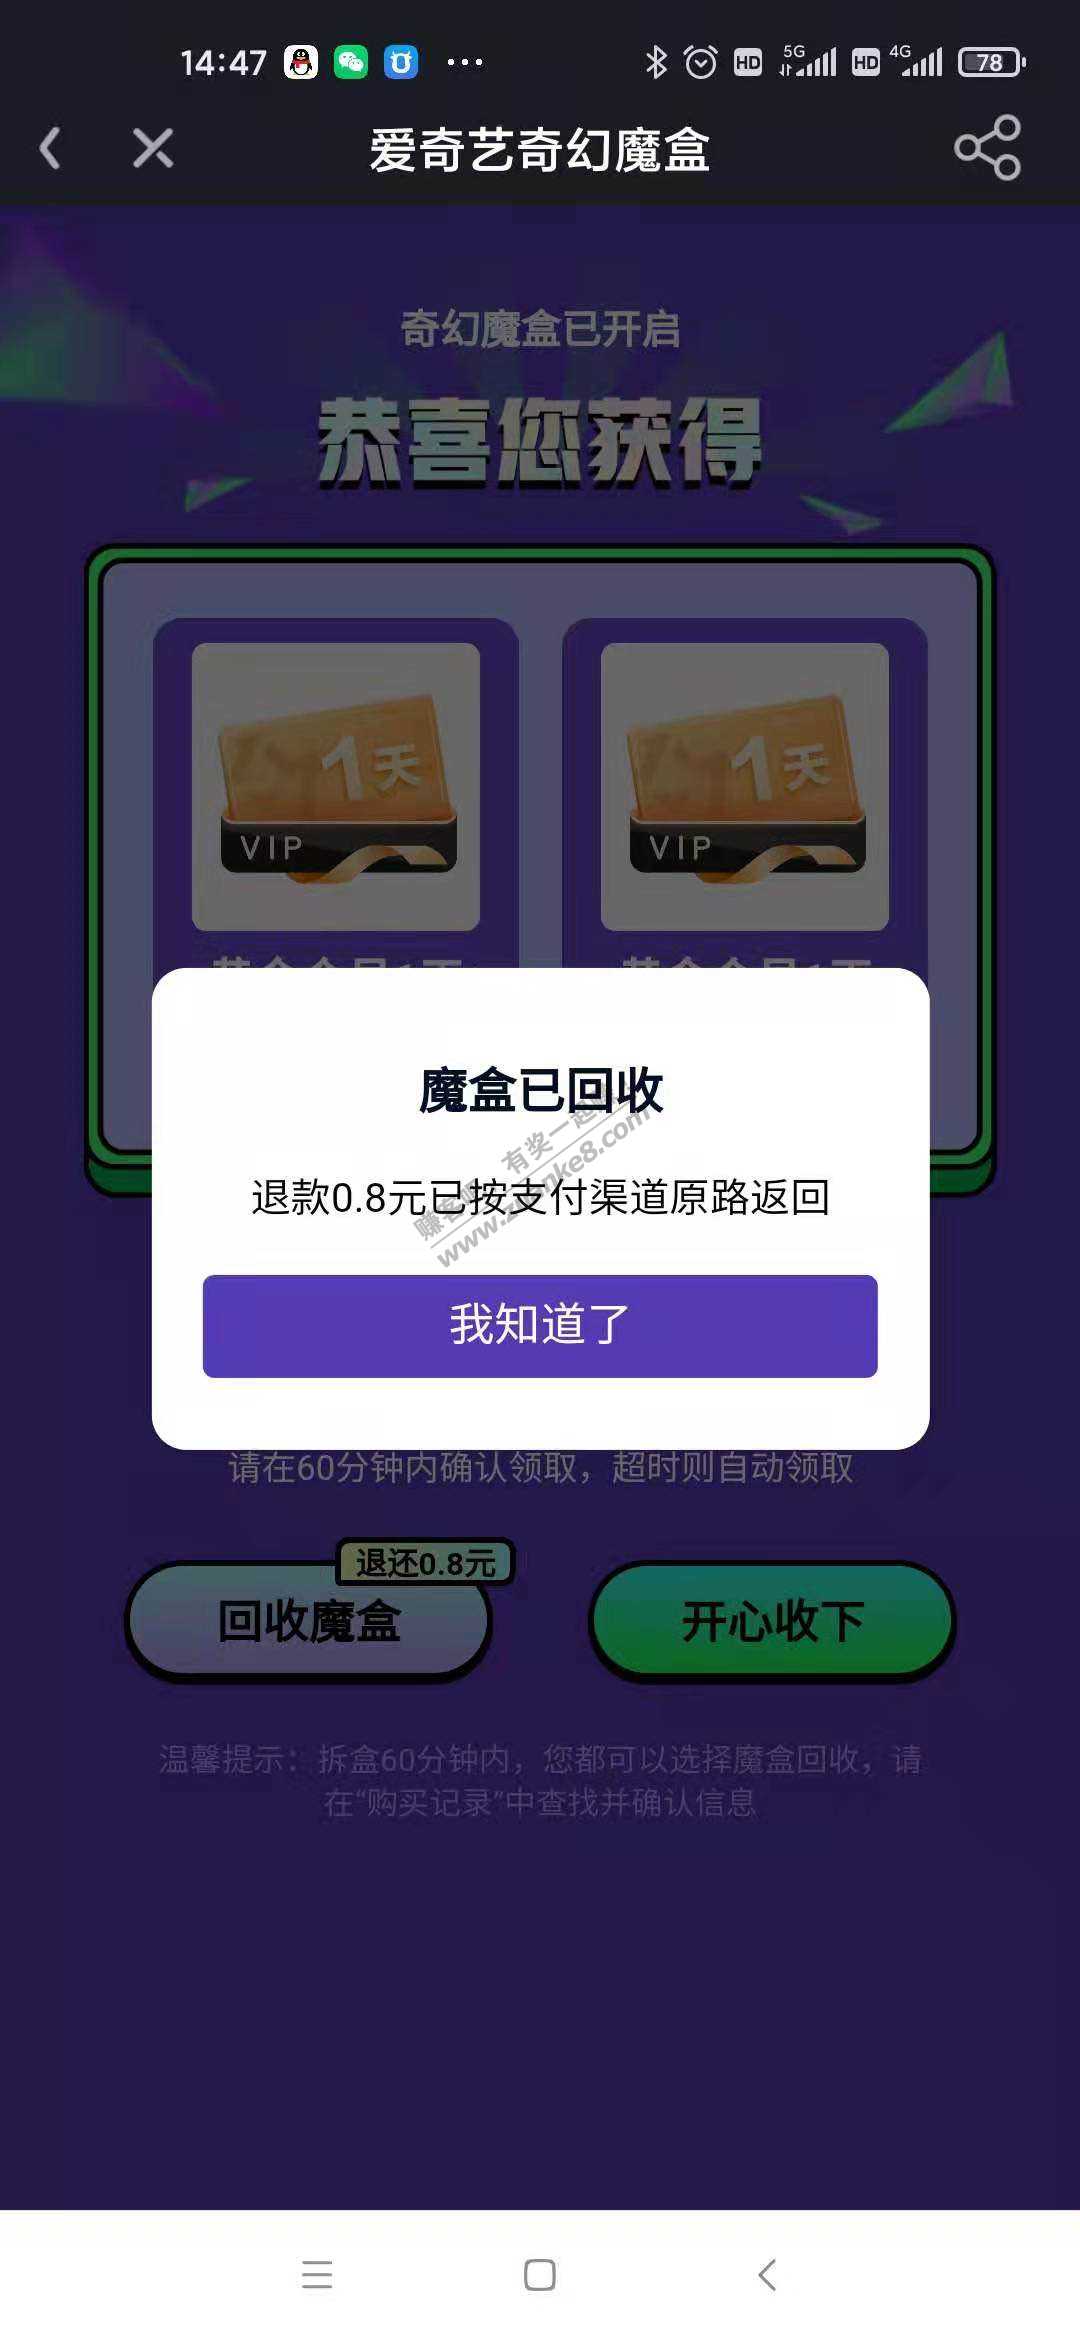 14:47
HD
5G
HD
4G
78
爱奇艺奇幻魔盒
奇幻魔盒已开启
恭喜您获得
1天
VIP
1天
VIP
魔盒已回收
退款0.8元已按支付渠道原路返回
我知道了
有奖一起
www.zuanke8.com
请在60分钟内确认领取，超时则自动领取
退还0.8元
回收魔盒
开心收下
温馨提示：拆盒60分钟内，您都可以选择魔盒回收，请
在“购买记录”中查找并确认信息